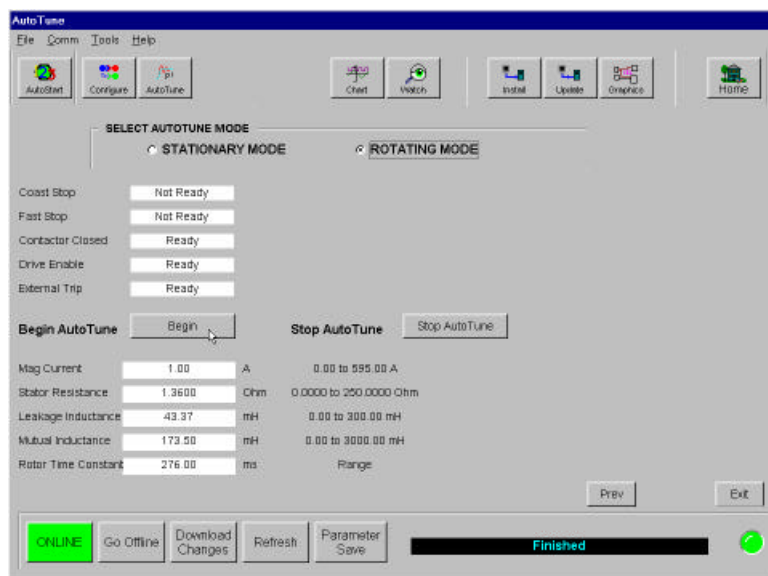 AutoTune
File Comm Tools Help
AutoStart Configure AutoTune Chart Watch Install Update Graphics Home
SELECT AUTOTUNE MODE
STATIONARY MODE ROTATING MODE
Coast Stop Not Ready
Fast Stop Not Ready
Contactor Closed Ready
Drive Enable Ready
External Trip Ready
Begin AutoTune Begin Stop AutoTune Stop AutoTune
Mag Current 1.00 A 0.00 to 595.00 A
Stator Resistance 1.3600 Ohm 0.0000 to 250.0000 Ohm
Leakage Inductance 43.37 mH 0.00 to 300.00 mH
Mutual Inductance 173.50 mH 0.00 to 3000.00 mH
Rotor Time Constant 276.00 ms Range
Prev Exit
ONLINE Go Offline Download Changes Refresh Parameter Save Finished